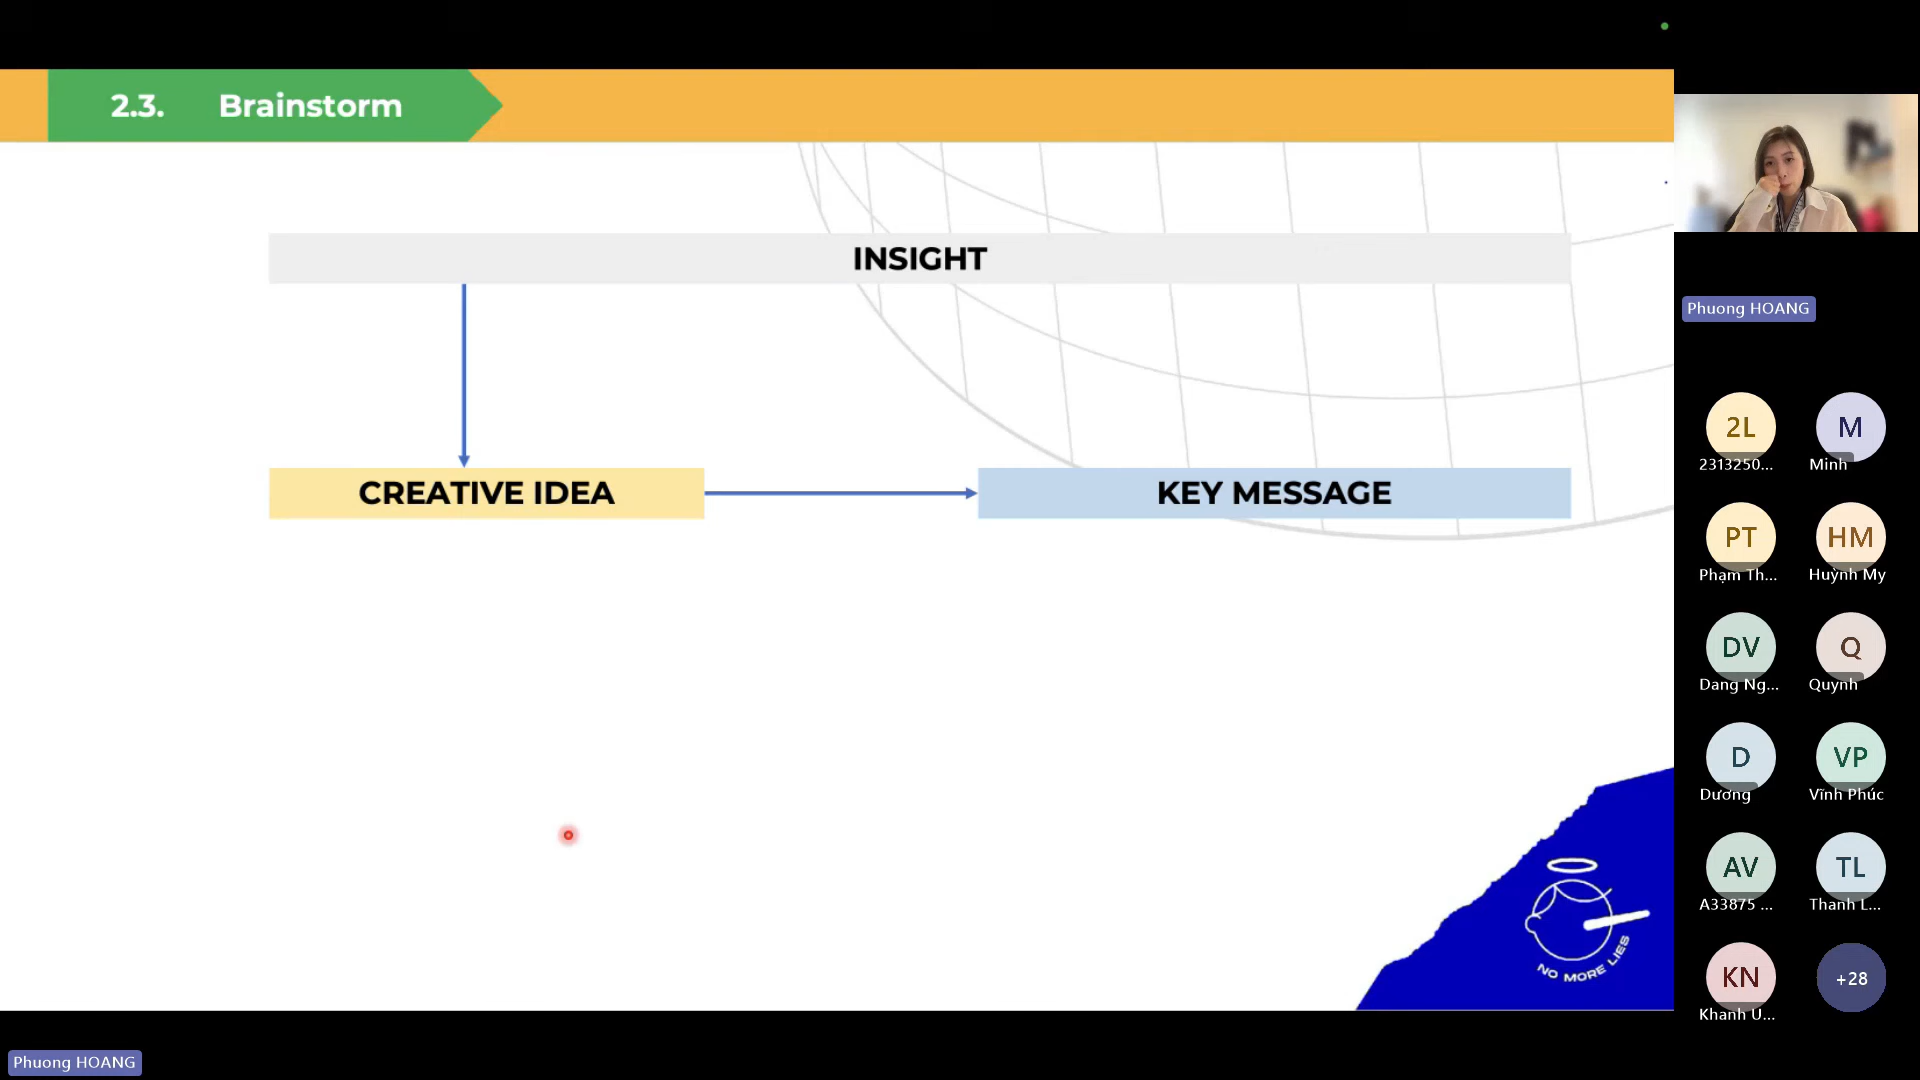 2.3. Brainstorm
INSIGHT
CREATIVE IDEA
KEY MESSAGE
NO MORE LIES
Phuong HOANG
Phuong HOANG
2L
2313250...
M
Minh
PT
Phạm Th...
HM
Huỳnh My
DV
Dang Ng...
Q
Quynh
D
Dương
VP
Vĩnh Phúc
AV
A33875 ...
TL
Thanh L...
KN
Khanh U...
+28